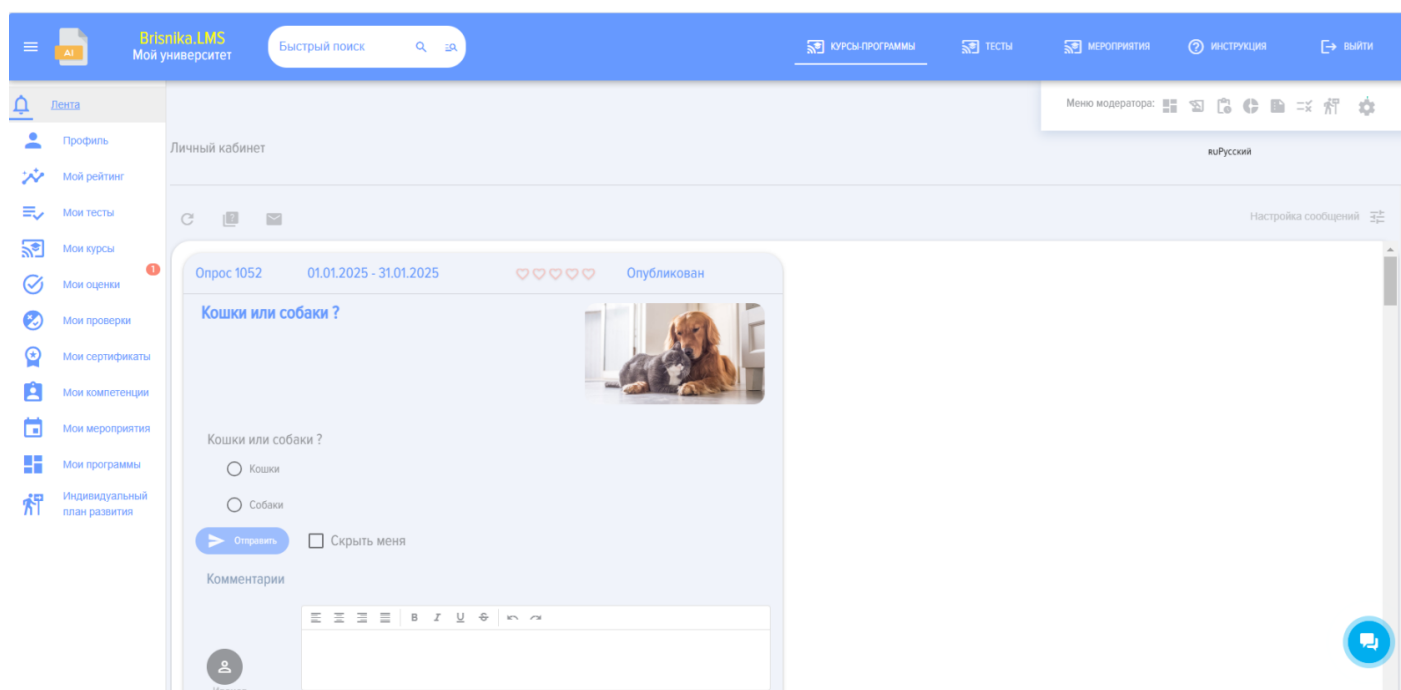 Brisnika.LMS
Мой университет
AI
Быстрый поиск
КУРСЫ-ПРОГРАММЫ
ТЕСТЫ
МЕРОПРИЯТИЯ
ИНСТРУКЦИЯ
ВЫЙТИ
Меню модератора:
Лента
Профиль
Мой рейтинг
Мои тесты
Мои курсы
1
Мои оценки
Мои проверки
Мои сертификаты
Мои компетенции
Мои мероприятия
Мои программы
Индивидуальный
план развития
Личный кабинет
RUРусский
Настройка сообщений
Опрос 1052 01.01.2025 - 31.01.2025 Опубликован
Кошки или собаки ?
Кошки или собаки ?
Кошки
Собаки
Отправить
Скрыть меня
Комментарии
B I U S